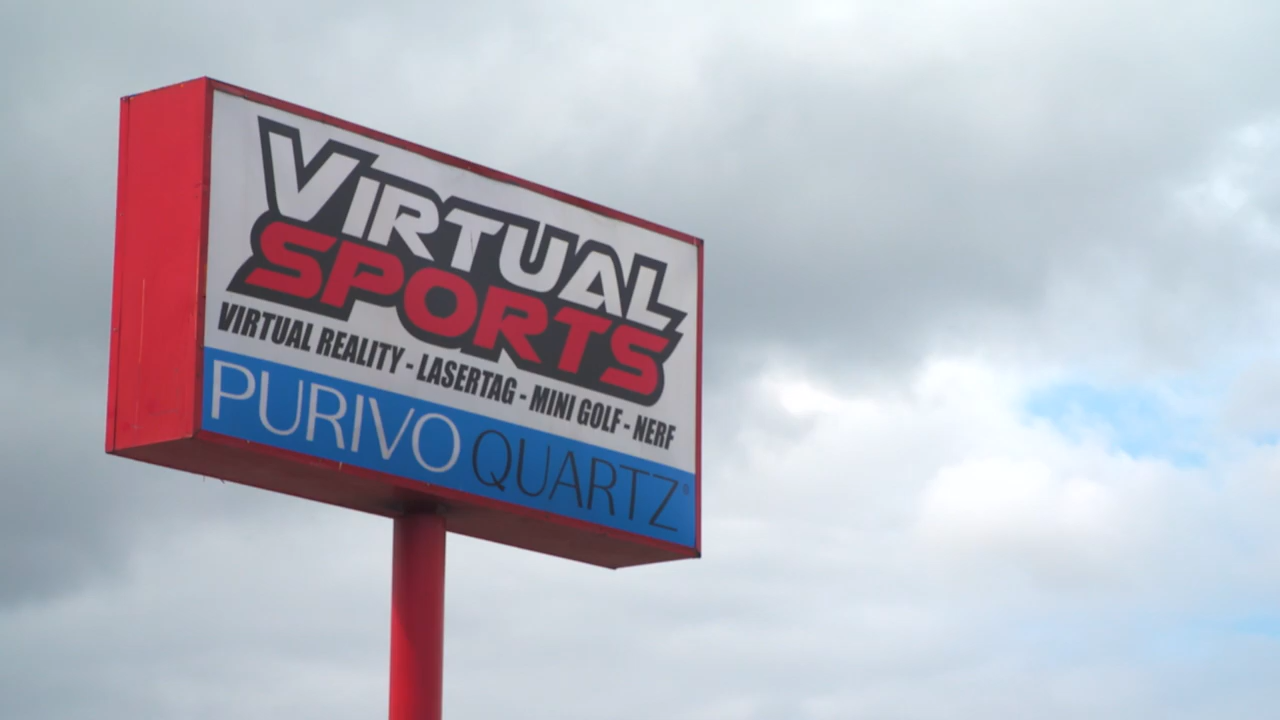 VIRTUAL
SPORTS
VIRTUAL REALITY - LASERTAG - MINI GOLF - NERF
PURIVO QUARTZ®